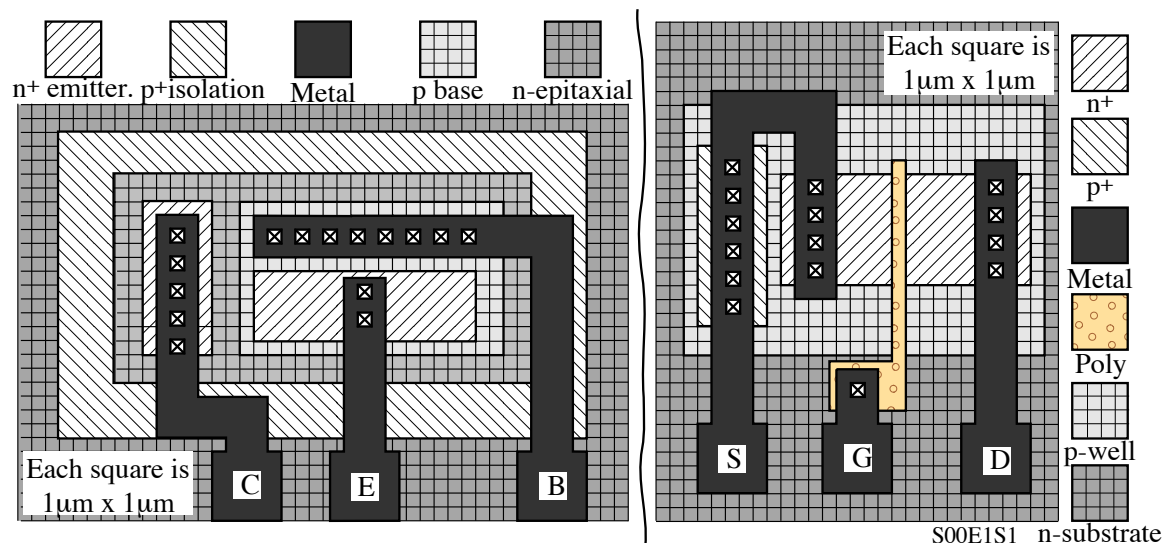 n+ emitter. p+isolation Metal p base n-epitaxial
Each square is
1μm x 1μm
C E B
Each square is
1μm x 1μm
S G D
n+
p+
Metal
Poly
p-well
n-substrate
S00E1S1